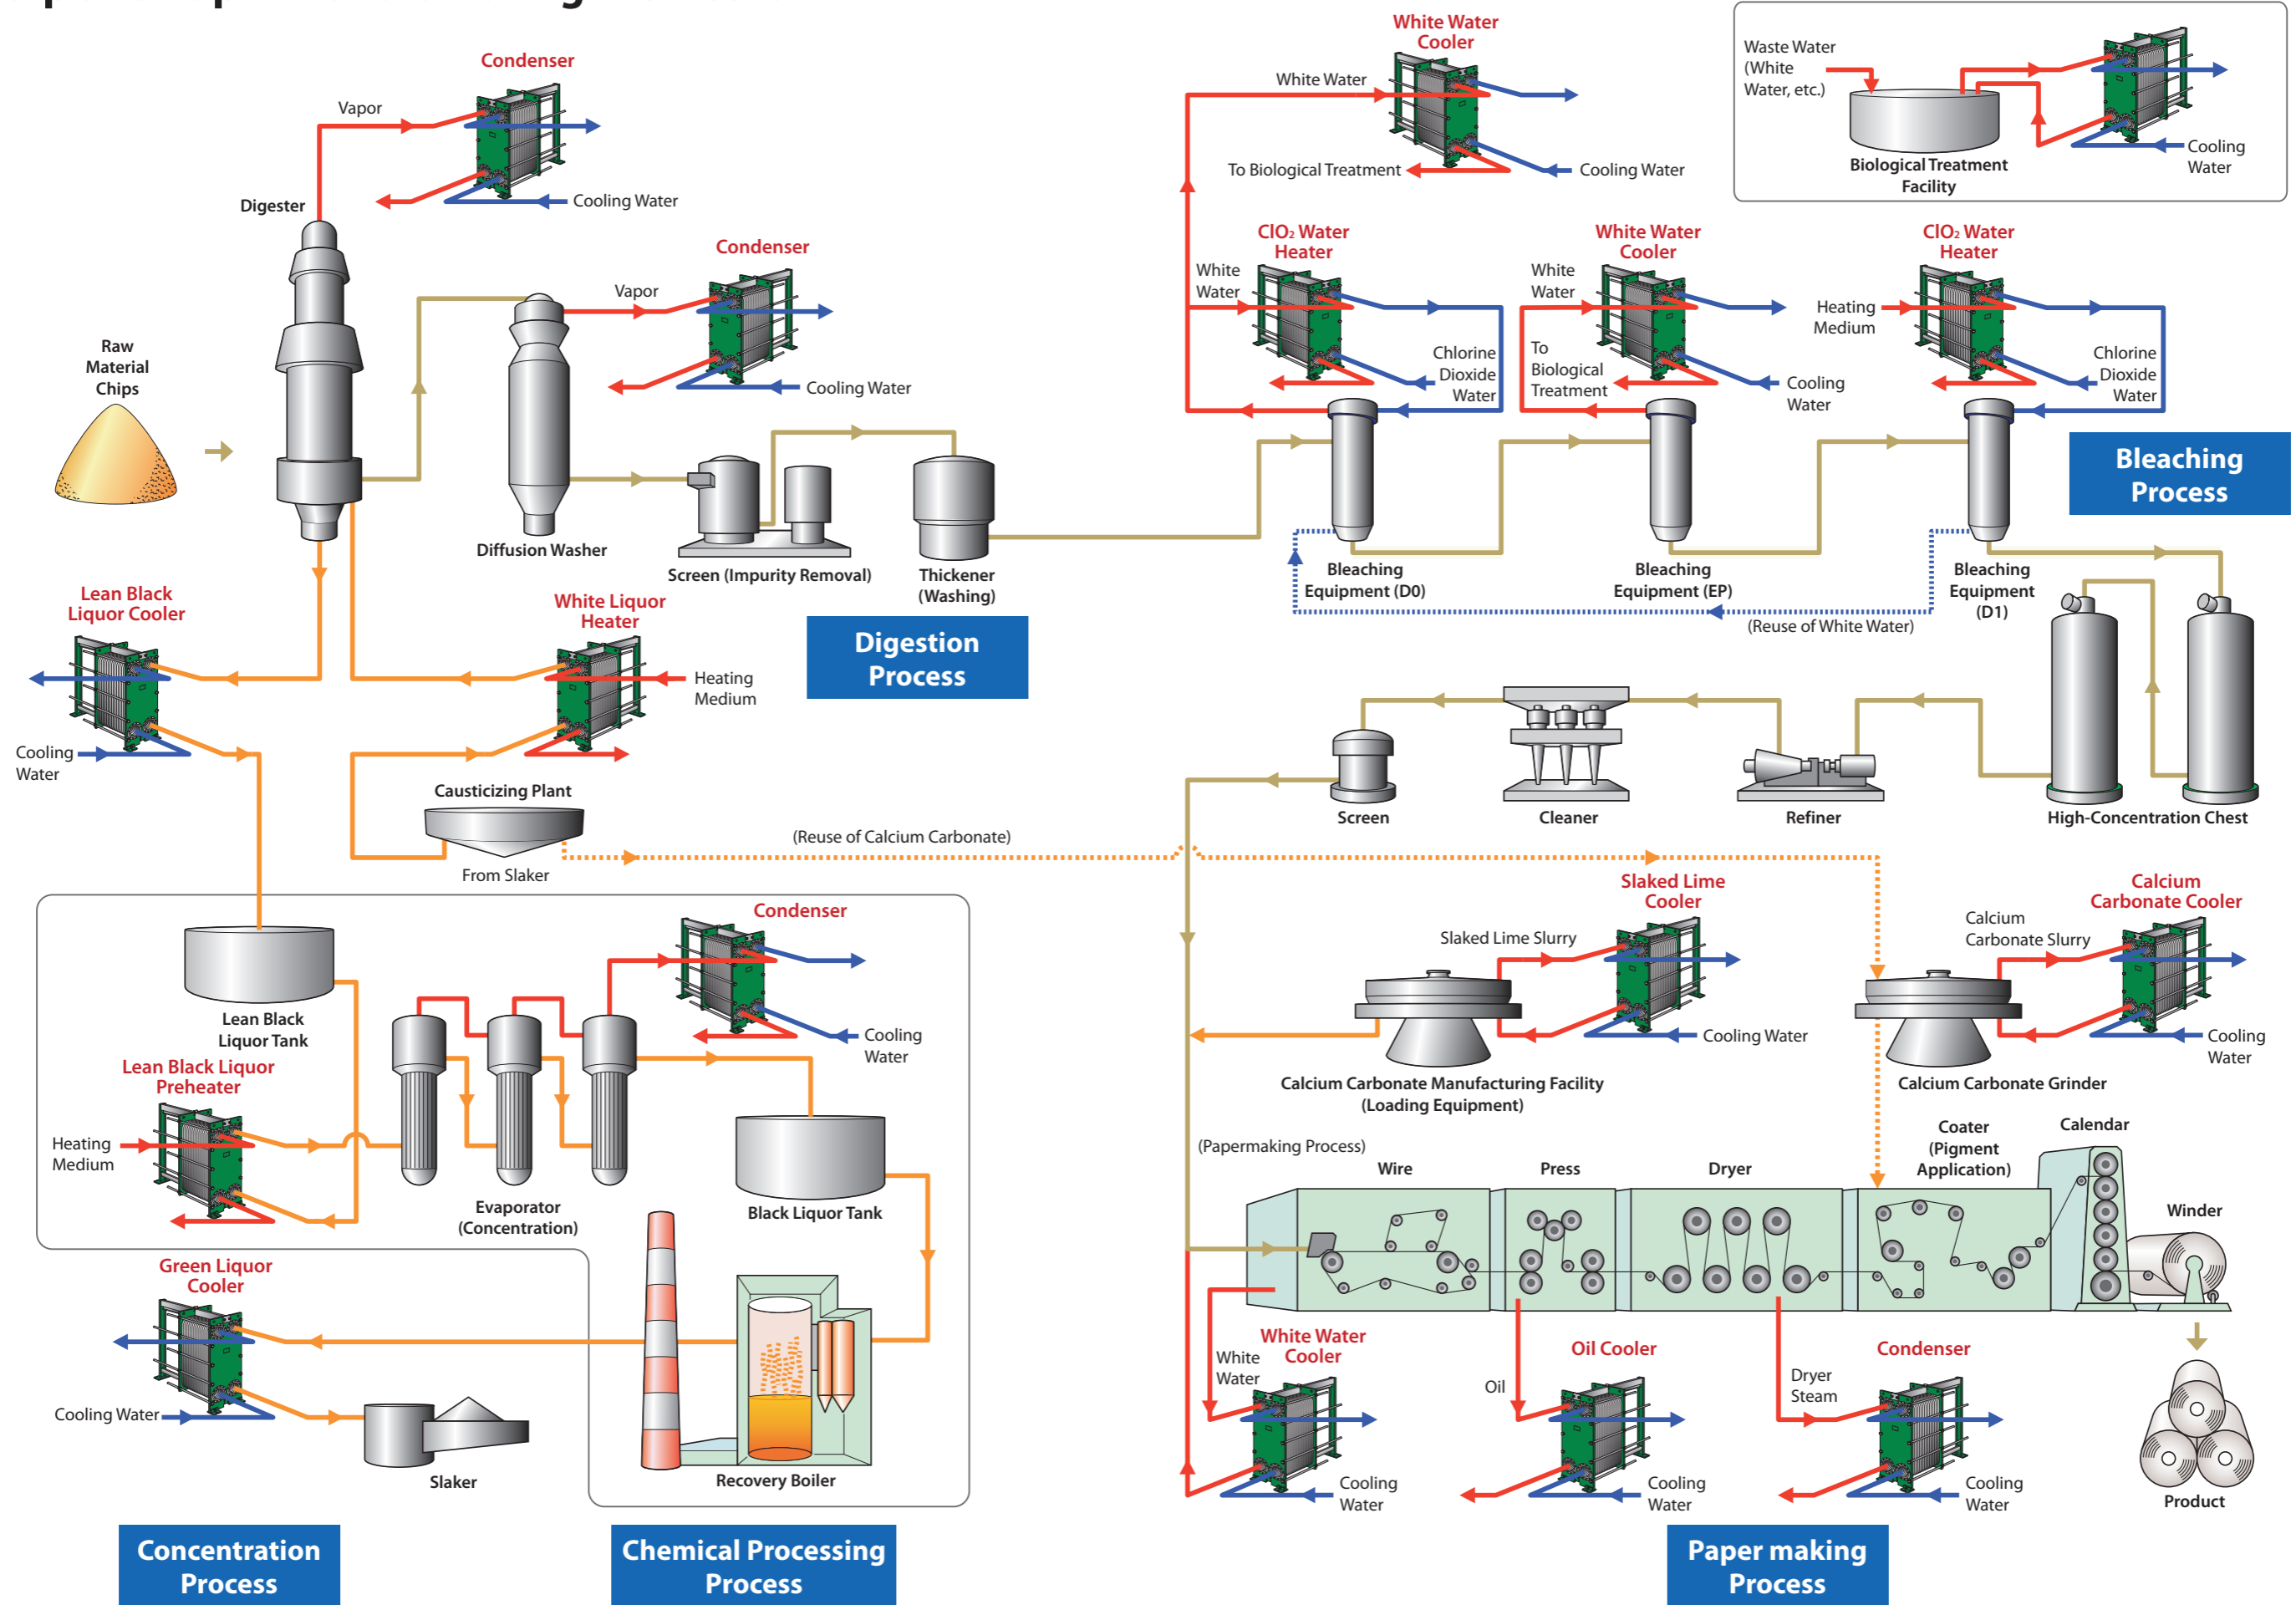 Condenser
Vapor
Cooling Water
Digester
Condenser
Vapor
Cooling Water
Raw
Material
Chips
Diffusion Washer
Screen (Impurity Removal)
Thickener
(Washing)
Digestion
Process
Lean Black
Liquor Cooler
Cooling
Water
White Liquor
Heater
Heating
Medium
Causticizing Plant
From Slaker
(Reuse of Calcium Carbonate)
White Water
Cooler
White Water
To Biological Treatment
Cooling Water
Waste Water
(White
Water, etc.)
Biological Treatment
Facility
Cooling
Water
ClO₂ Water
Heater
White
Water
Chlorine
Dioxide
Water
White Water
Cooler
White
Water
To
Biological
Treatment
Cooling
Water
ClO₂ Water
Heater
Heating
Medium
Chlorine
Dioxide
Water
Bleaching
Process
Bleaching
Equipment (D0)
Bleaching
Equipment (EP)
Bleaching
Equipment
(D1)
(Reuse of White Water)
Screen
Cleaner
Refiner
High-Concentration Chest
Lean Black
Liquor Tank
Condenser
Cooling
Water
Lean Black Liquor
Preheater
Heating
Medium
Evaporator
(Concentration)
Black Liquor Tank
Green Liquor
Cooler
Cooling Water
Slaker
Recovery Boiler
Concentration
Process
Chemical Processing
Process
Slaked Lime
Cooler
Slaked Lime Slurry
Cooling Water
Calcium Carbonate Manufacturing Facility
(Loading Equipment)
Calcium
Carbonate Cooler
Calcium
Carbonate Slurry
Cooling
Water
Calcium Carbonate Grinder
(Papermaking Process)
Wire
Press
Dryer
Coater
(Pigment
Application)
Calendar
Winder
White Water
Cooler
White
Water
Cooling
Water
Oil Cooler
Oil
Cooling
Water
Condenser
Dryer
Steam
Cooling
Water
Product
Paper making
Process